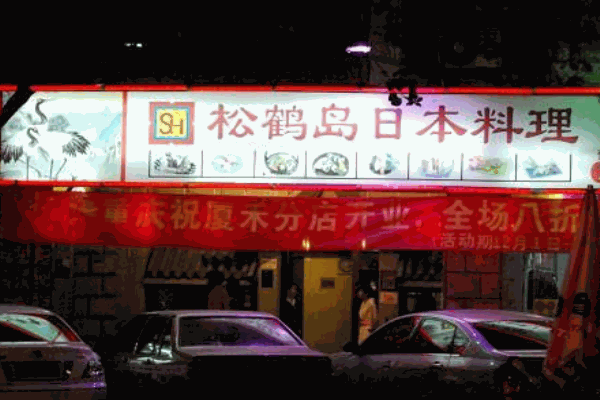 SH 松鹤岛日本料理
重庆祝厦禾分店开业，全场八折
（活动期12月1日